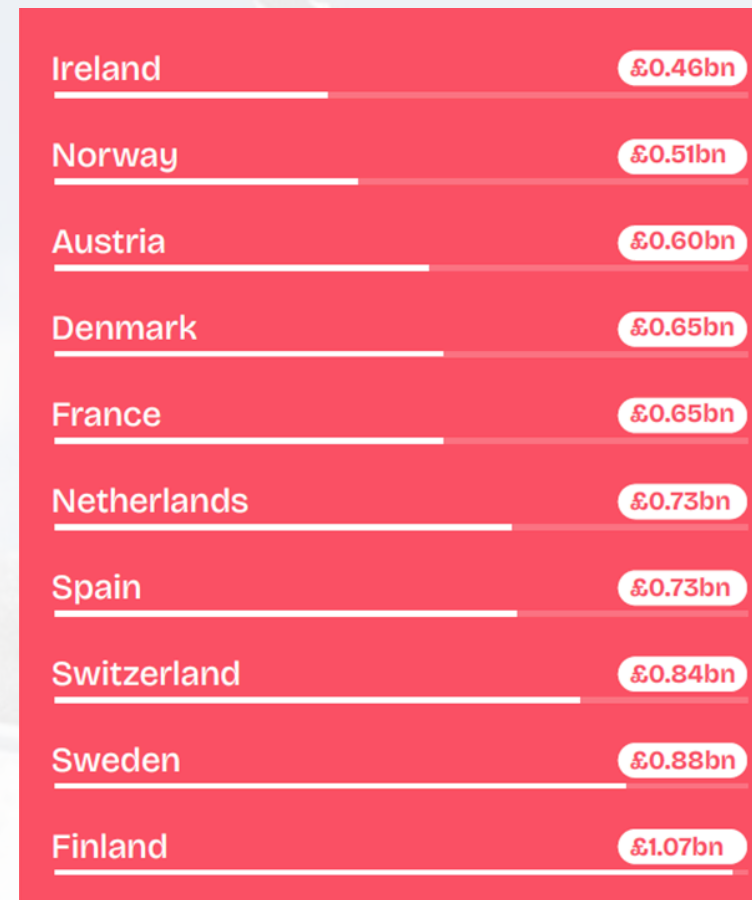 Ireland £0.46bn
Norway £0.51bn
Austria £0.60bn
Denmark £0.65bn
France £0.65bn
Netherlands £0.73bn
Spain £0.73bn
Switzerland £0.84bn
Sweden £0.88bn
Finland £1.07bn